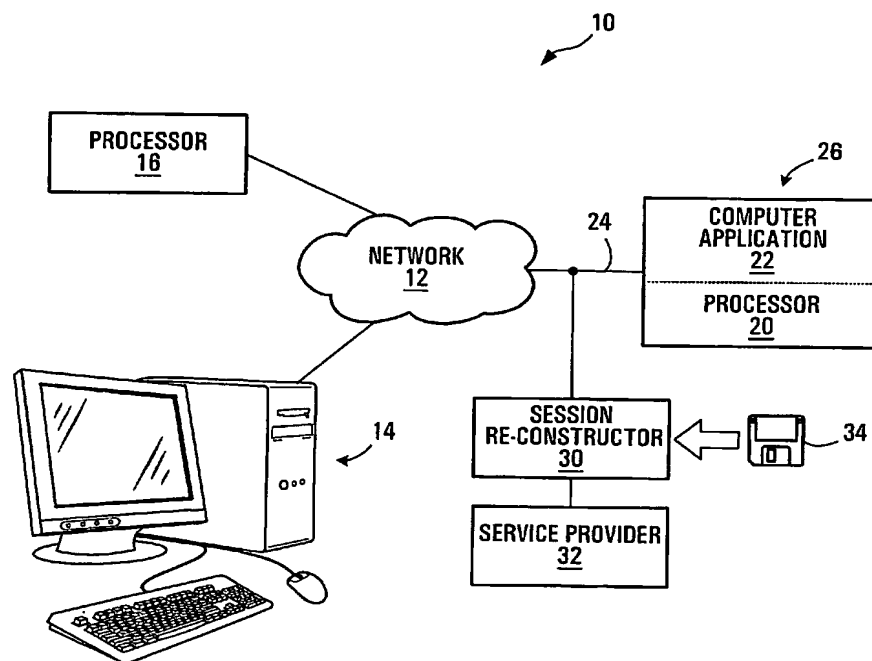 10
PROCESSOR
16
26
COMPUTER
APPLICATION
22
24
NETWORK
12
PROCESSOR
20
SESSION
RE-CONSTRUCTOR
30
34
14
SERVICE PROVIDER
32